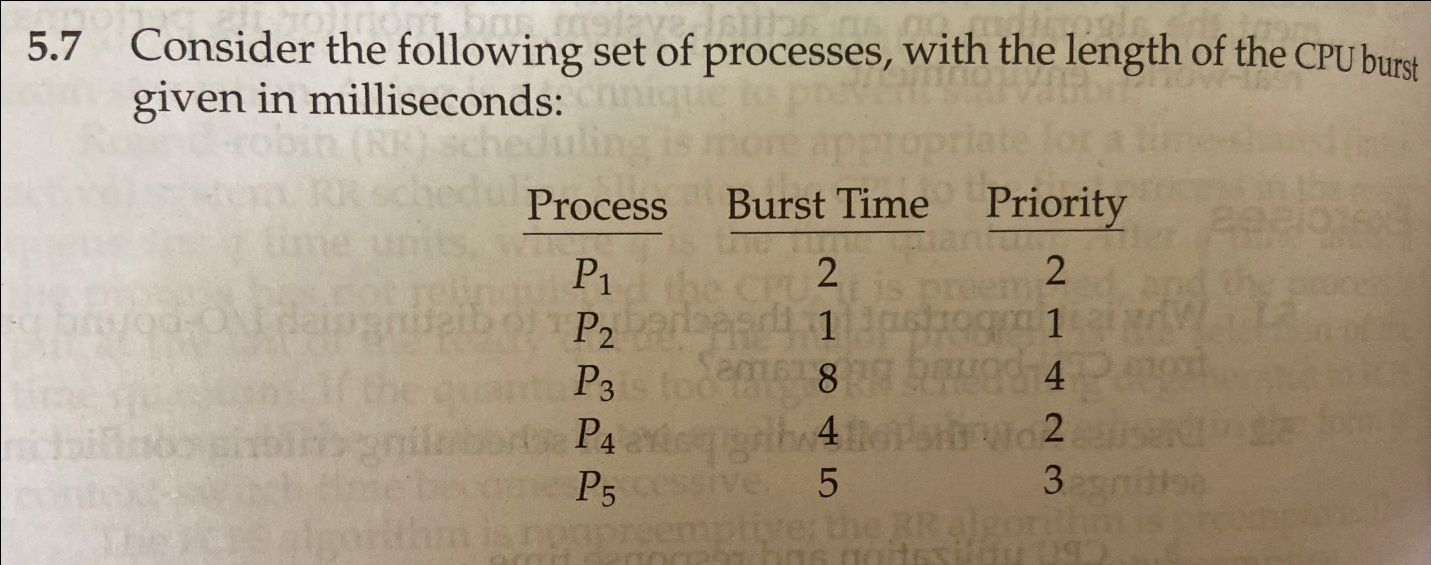 5.7 Consider the following set of processes, with the length of the CPU burst
given in milliseconds:
Process Burst Time Priority
P1 2 2
P2 1 1
P3 8 4
P4 4 2
P5 5 3